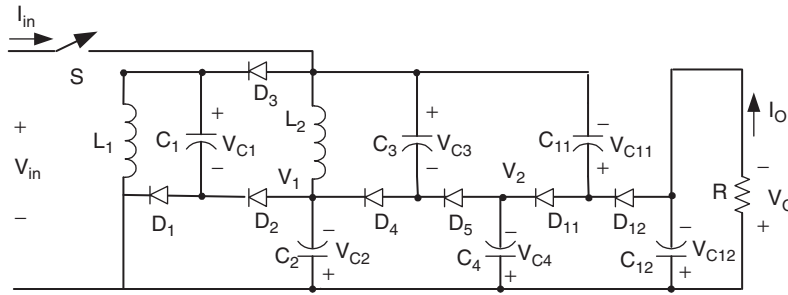 I_in
S
D_3
+
V_in
−
L_1
C_1
+
V_C1
−
L_2
C_3
+
V_C3
−
C_11
−
V_C11
+
I_O
R
−
V_O
+
D_1
D_2
V_1
D_4
D_5
V_2
D_11
D_12
C_2
−
V_C2
+
C_4
−
V_C4
+
C_12
−
V_C12
+